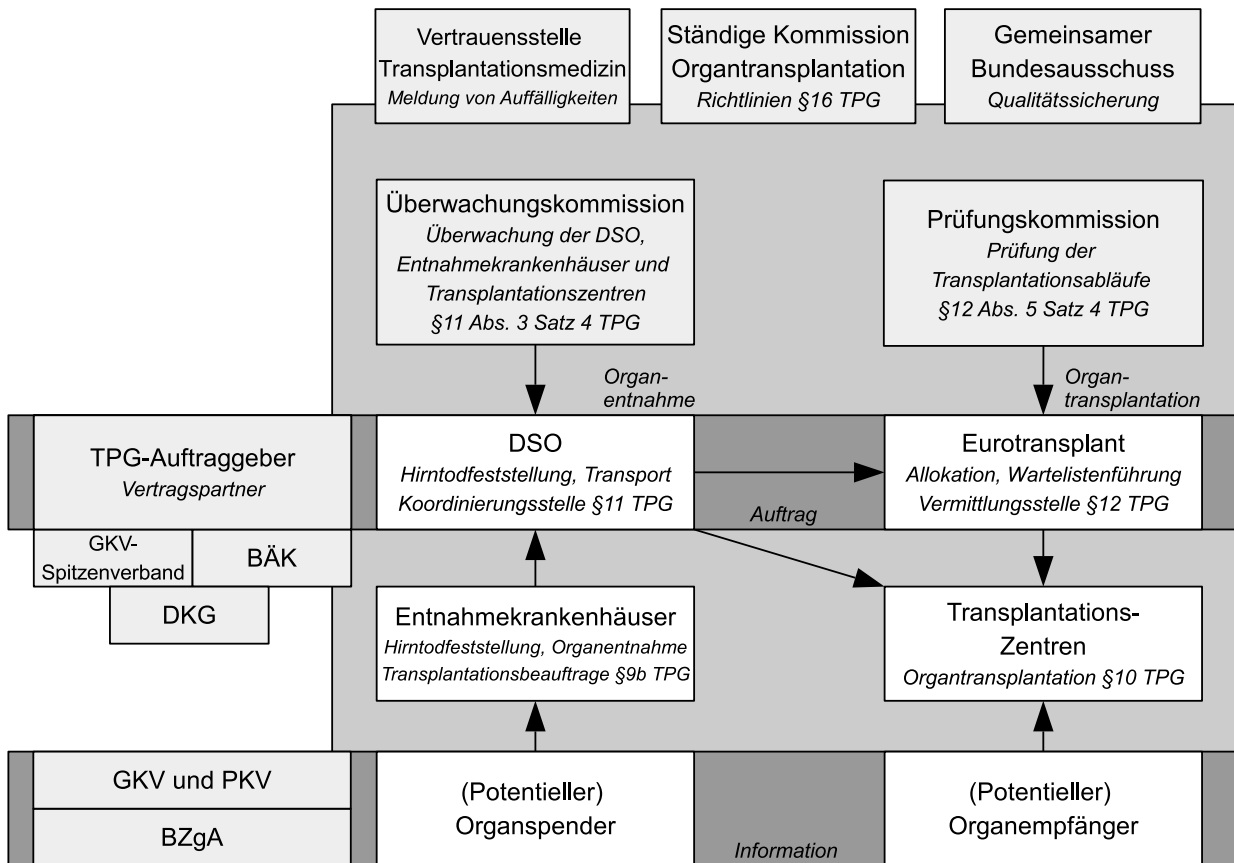 Vertrauensstelle
Transplantationsmedizin
Meldung von Auffälligkeiten
Ständige Kommission
Organtransplantation
Richtlinien §16 TPG
Gemeinsamer
Bundesausschuss
Qualitätssicherung
Überwachungskommission
Überwachung der DSO,
Entnahmekrankenhäuser und
Transplantationszentren
§11 Abs. 3 Satz 4 TPG
Prüfungskommission
Prüfung der
Transplantationsabläufe
§12 Abs. 5 Satz 4 TPG
Organ-
entnahme
Organ-
transplantation
TPG-Auftraggeber
Vertragspartner
DSO
Hirntodfeststellung, Transport
Koordinierungsstelle §11 TPG
Auftrag
Eurotransplant
Allokation, Wartelistenführung
Vermittlungsstelle §12 TPG
GKV-
Spitzenverband
BÄK
DKG
Entnahmekrankenhäuser
Hirntodfeststellung, Organentnahme
Transplantationsbeauftrage §9b TPG
Transplantations-
Zentren
Organtransplantation §10 TPG
GKV und PKV
BZgA
(Potentieller)
Organspender
Information
(Potentieller)
Organempfänger